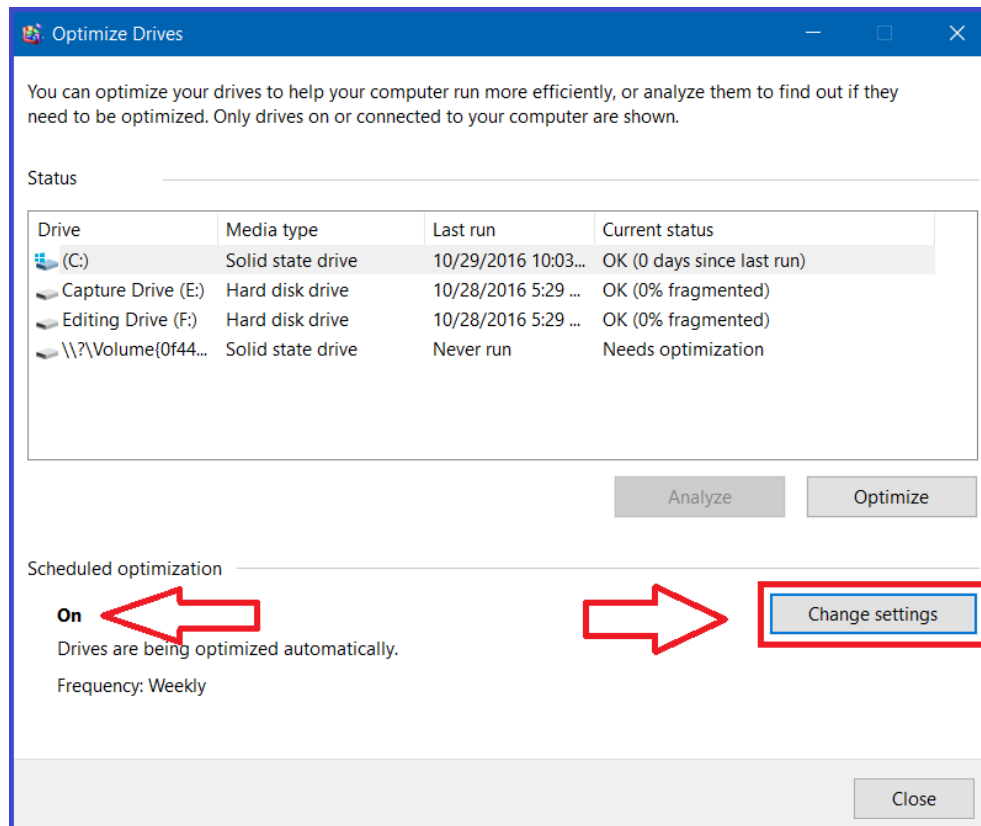 Optimize Drives
You can optimize your drives to help your computer run more efficiently, or analyze them to find out if they
need to be optimized. Only drives on or connected to your computer are shown.
Status
Drive Media type Last run Current status
(C:) Solid state drive 10/29/2016 10:03... OK (0 days since last run)
Capture Drive (E:) Hard disk drive 10/28/2016 5:29 ... OK (0% fragmented)
Editing Drive (F:) Hard disk drive 10/28/2016 5:29 ... OK (0% fragmented)
\\?\Volume{0f44... Solid state drive Never run Needs optimization
Analyze Optimize
Scheduled optimization
On Change settings
Drives are being optimized automatically.
Frequency: Weekly
Close